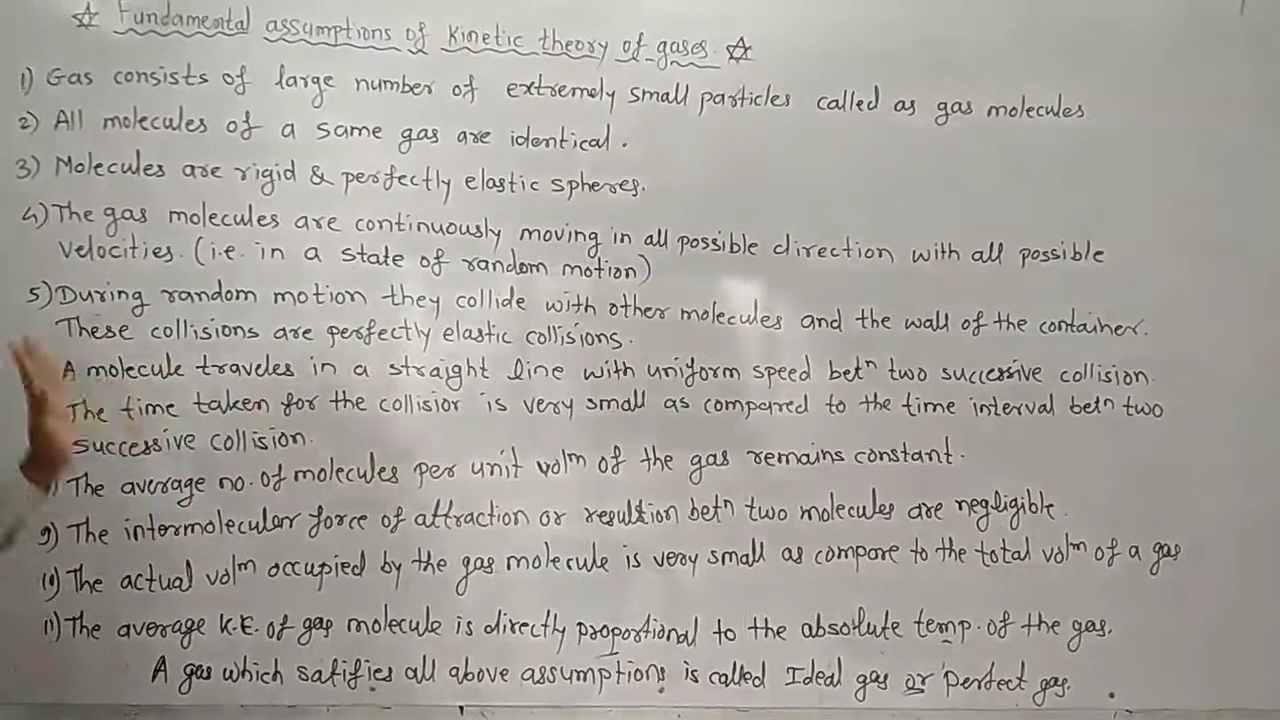 ☆ Fundamental assumptions of Kinetic theory of gases. ☆
1) Gas consists of large number of extremely small particles called as gas molecules
2) All molecules of a same gas are identical.
3) Molecules are rigid & perfectly elastic spheres.
4) The gas molecules are continuously moving in all possible direction with all possible
velocities. (i.e. in a state of random motion)
5) During random motion they collide with other molecules and the wall of the container.
These collisions are perfectly elastic collisions.
A molecule traveles in a straight line with uniform speed betn two successive collision.
The time taken for the collision is very small as compared to the time interval betn two
successive collision.
) The average no. of molecules per unit volm of the gas remains constant.
9) The intermolecular force of attraction or resultion betn two molecules are negligible.
10) The actual volm occupied by the gas molecule is very small as compare to the total volm of a gas
11) The average K.E. of gas molecule is directly proportional to the absolute temp. of the gas.
A gas which satifies all above assumptions is called Ideal gas or perfect gas.